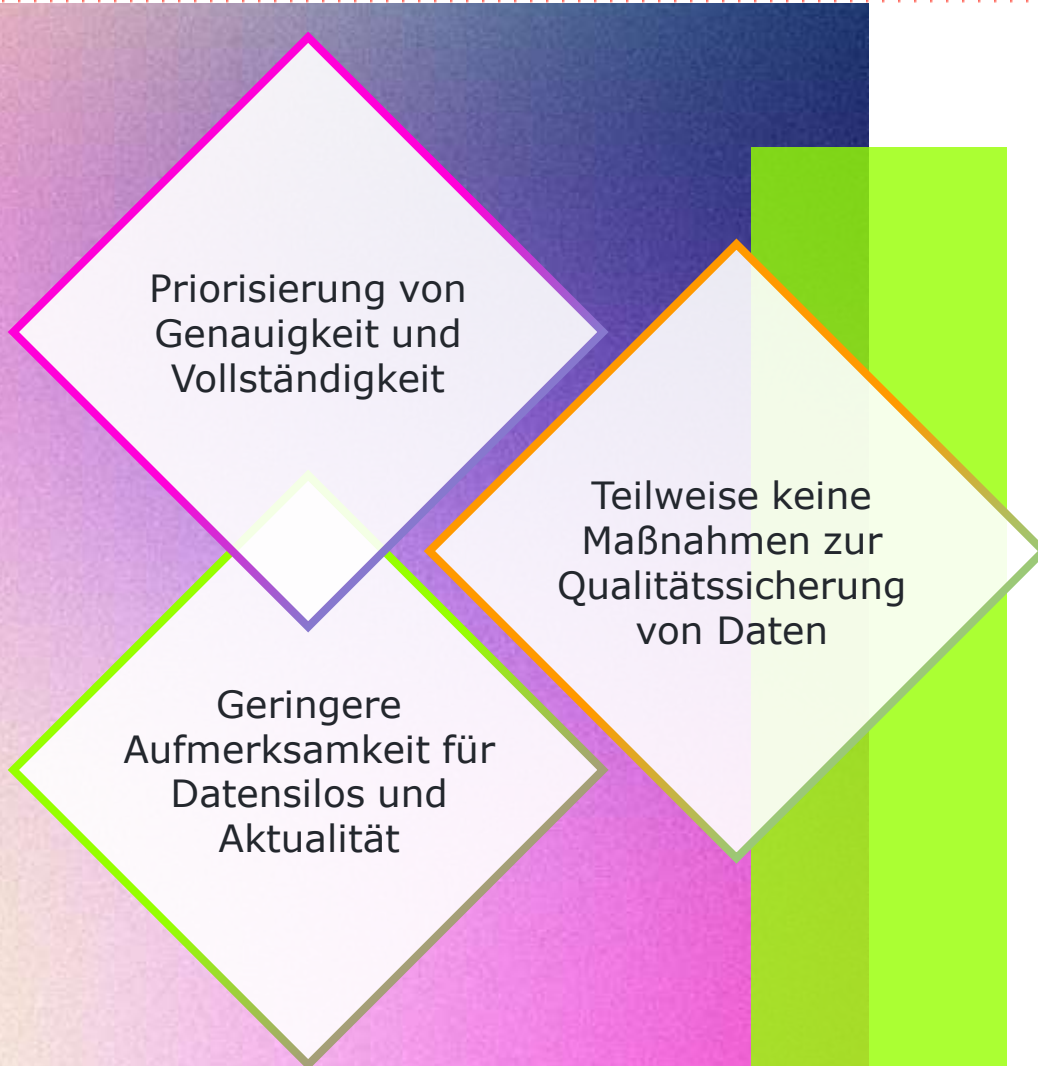 Priorisierung von
Genauigkeit und
Vollständigkeit
Teilweise keine
Maßnahmen zur
Qualitätssicherung
von Daten
Geringere
Aufmerksamkeit für
Datensilos und
Aktualität